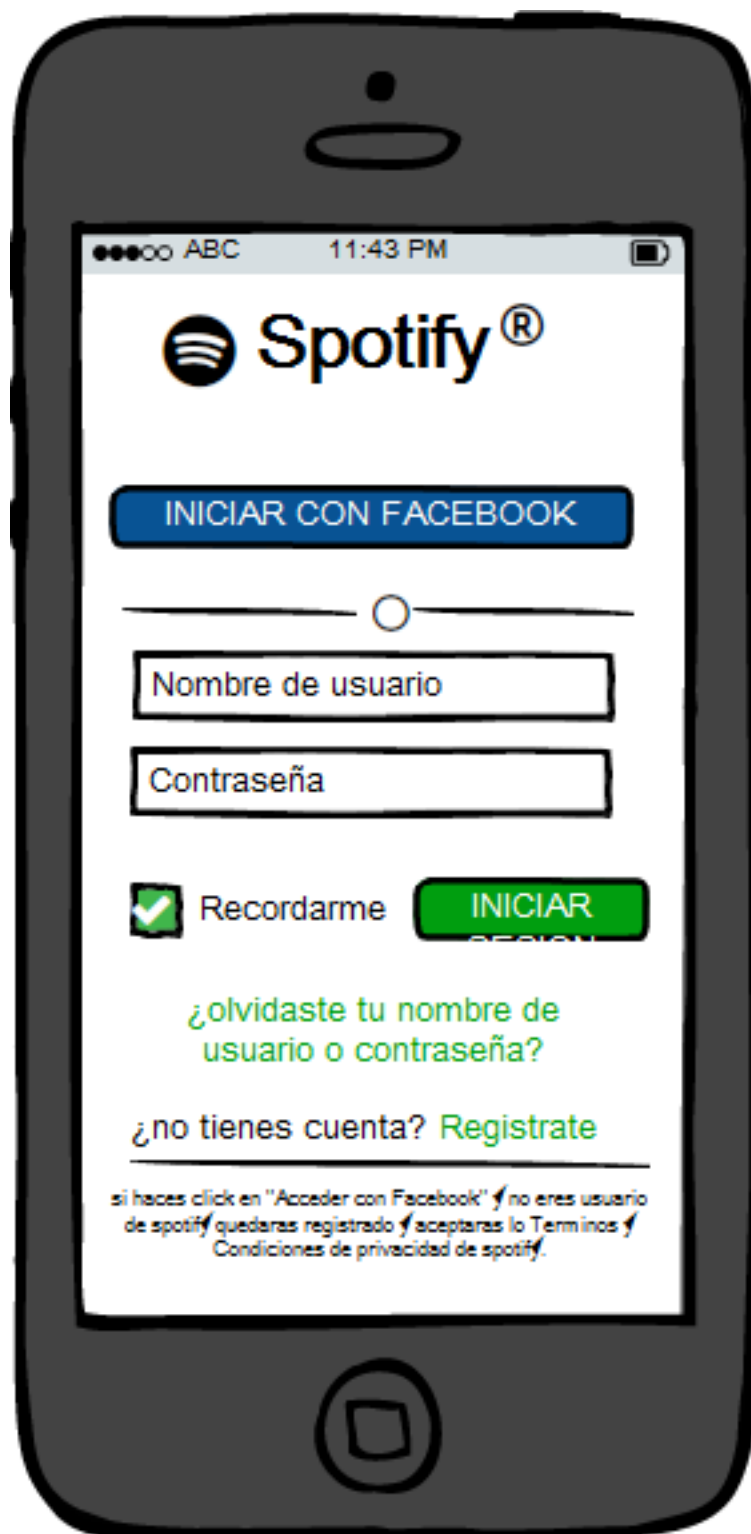 ABC 11:43 PM
Spotify ®
INICIAR CON FACEBOOK
Nombre de usuario
Contraseña
Recordarme
INICIAR
SESION
¿olvidaste tu nombre de
usuario o contraseña?
¿no tienes cuenta? Registrate
si haces click en "Acceder con Facebook" y no eres usuario
de spotify quedaras registrado y aceptaras lo Terminos y
Condiciones de privacidad de spotify.